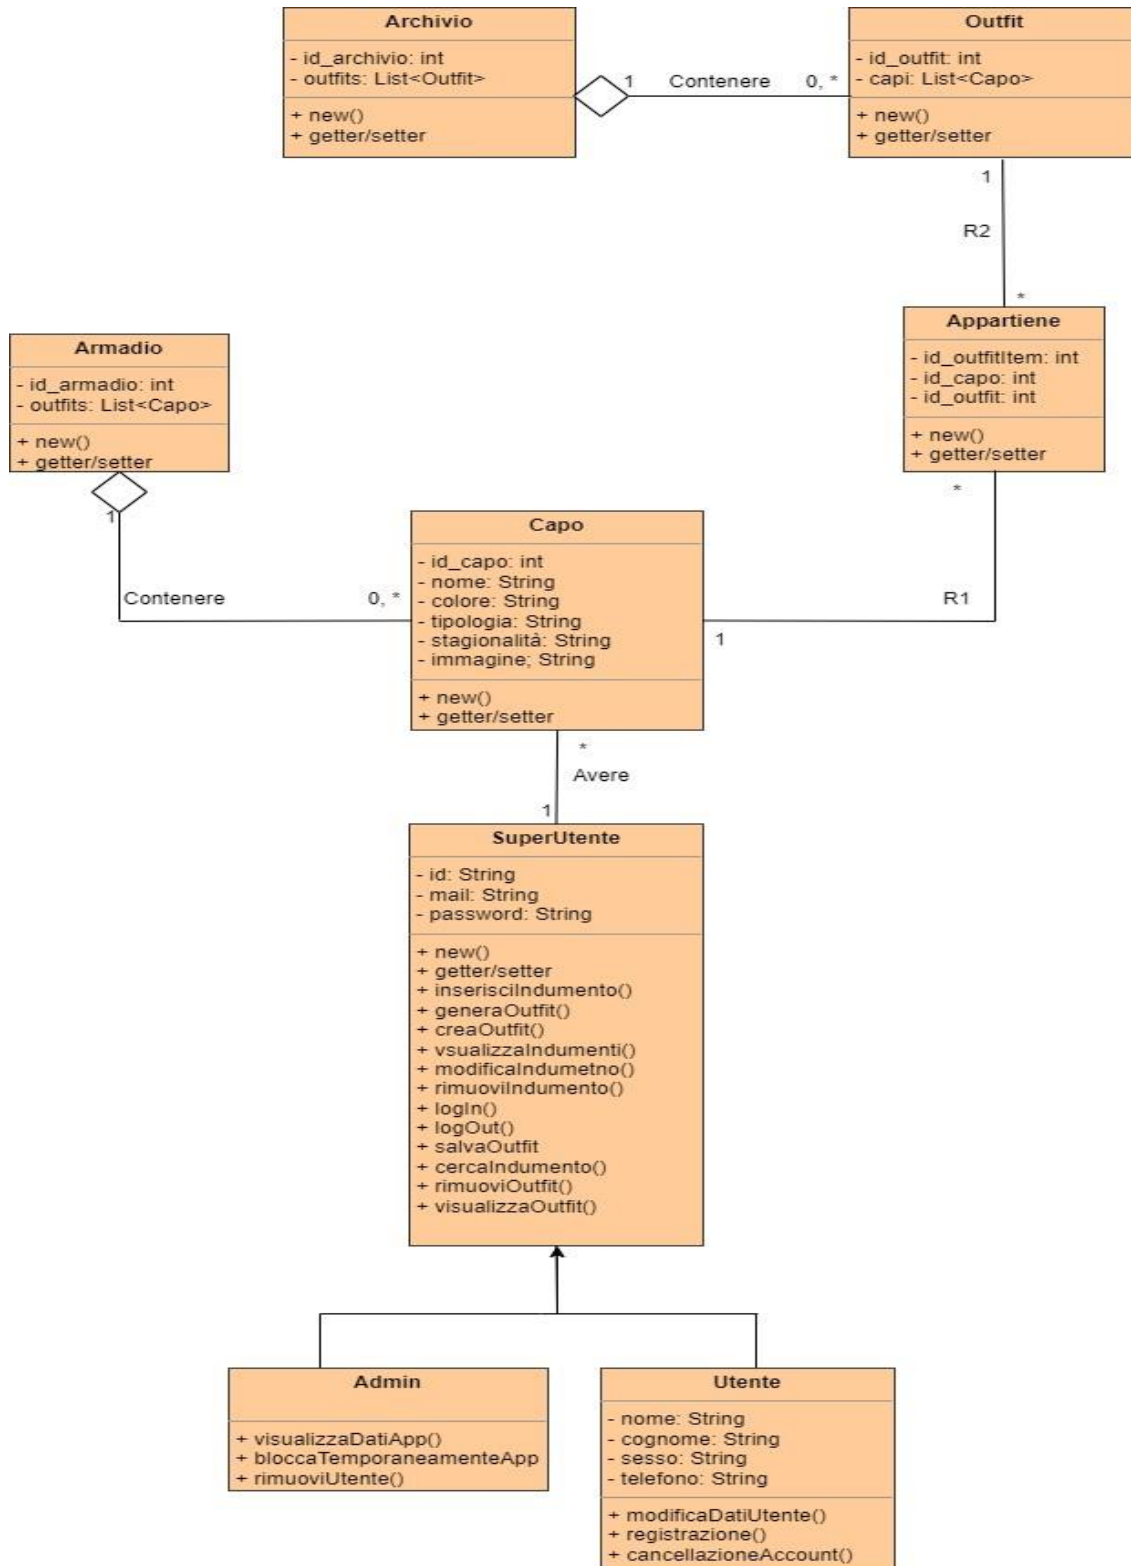 Archivio
- id_archivio: int
- outfits: List<Outfit>
+ new()
+ getter/setter
1 Contenere 0, *
Outfit
- id_outfit: int
- capi: List<Capo>
+ new()
+ getter/setter
1
R2
*
Appartiene
- id_outfitItem: int
- id_capo: int
- id_outfit: int
+ new()
+ getter/setter
*
R1
1
Armadio
- id_armadio: int
- outfits: List<Capo>
+ new()
+ getter/setter
1
Contenere 0, *
Capo
- id_capo: int
- nome: String
- colore: String
- tipologia: String
- stagionalità: String
- immagine; String
+ new()
+ getter/setter
*
Avere
1
SuperUtente
- id: String
- mail: String
- password: String
+ new()
+ getter/setter
+ inserisciIndumento()
+ generaOutfit()
+ creaOutfit()
+ vsualizzaIndumenti()
+ modificaIndumetno()
+ rimuoviIndumento()
+ logIn()
+ logOut()
+ salvaOutfit
+ cercaIndumento()
+ rimuoviOutfit()
+ visualizzaOutfit()
Admin
+ visualizzaDatiApp()
+ bloccaTemporaneamenteApp
+ rimuoviUtente()
Utente
- nome: String
- cognome: String
- sesso: String
- telefono: String
+ modificaDatiUtente()
+ registrazione()
+ cancellazioneAccount()